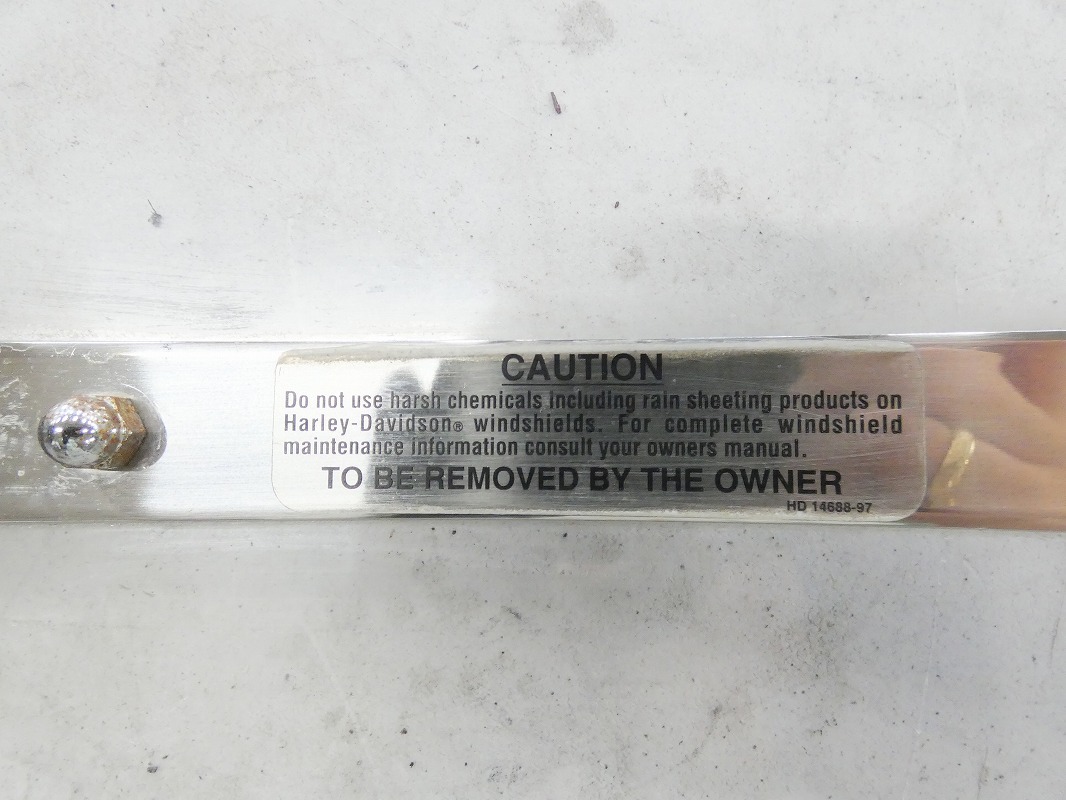 CAUTION
Do not use harsh chemicals including rain sheeting products on
Harley-Davidson® windshields. For complete windshield
maintenance information consult your owners manual.
TO BE REMOVED BY THE OWNER
HD 14688-97